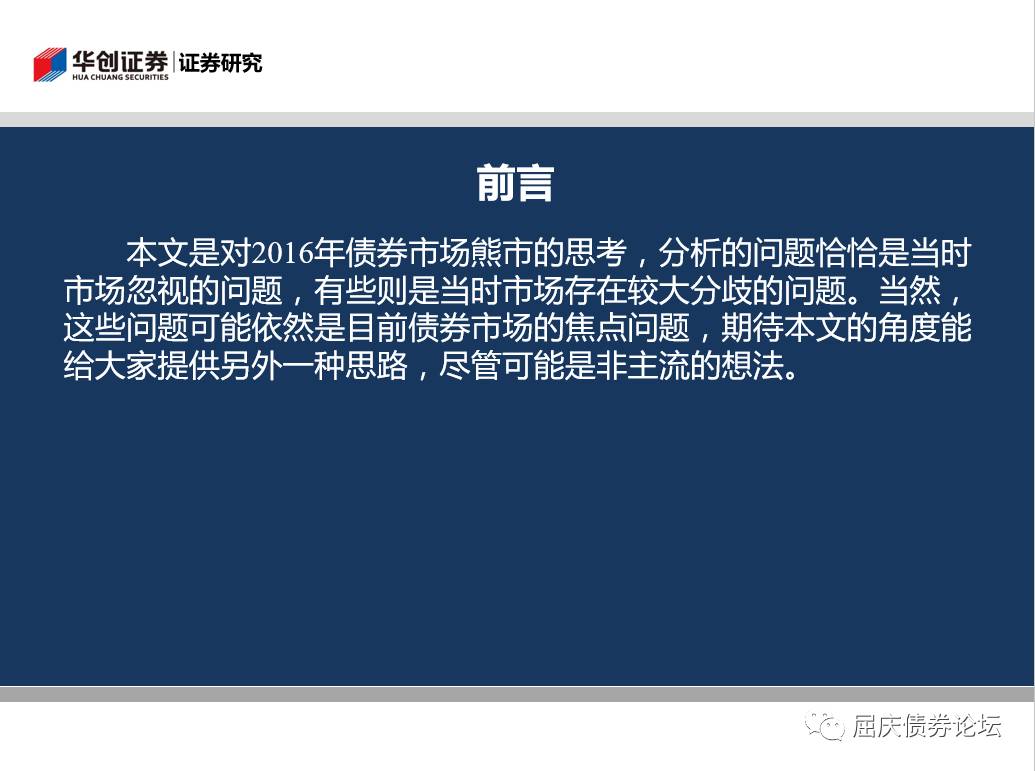 华创证券 证券研究
HUA CHUANG SECURITIES
前言
本文是对2016年债券市场熊市的思考，分析的问题恰恰是当时
市场忽视的问题，有些则是当时市场存在较大分歧的问题。当然，
这些问题可能依然是目前债券市场的焦点问题，期待本文的角度能
给大家提供另外一种思路，尽管可能是非主流的想法。
屈庆债券论坛